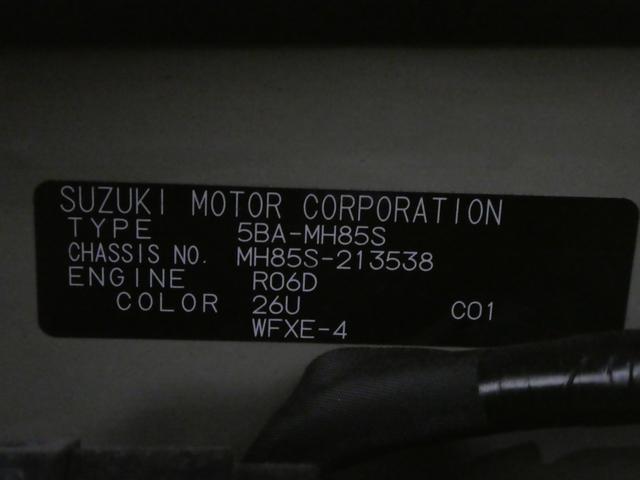 SUZUKI MOTOR CORPORATION
TYPE 5BA-MH85S
CHASSIS NO. MH85S-213538
ENGINE R06D
COLOR 26U C01
WFXE-4